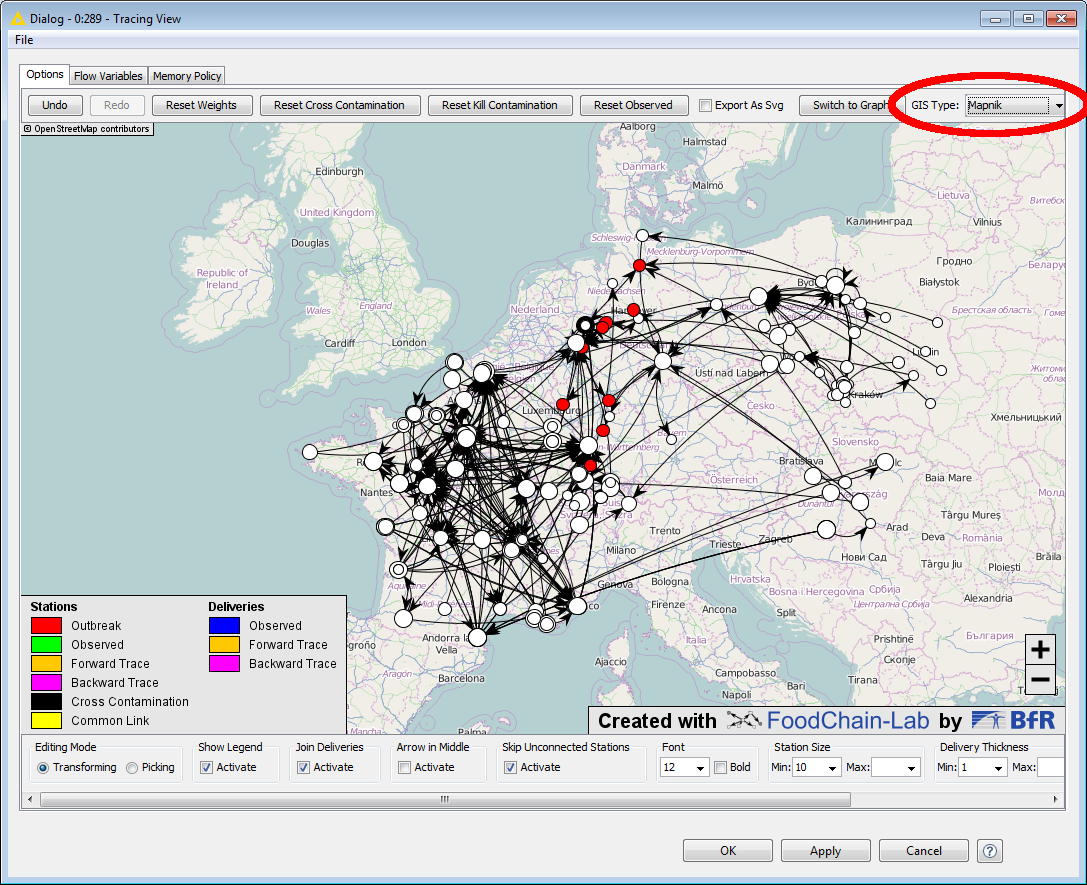 Dialog - 0:289 - Tracing View
File
Options Flow Variables Memory Policy
Undo Redo Reset Weights Reset Cross Contamination Reset Kill Contamination Reset Observed Export As Svg Switch to Graph GIS Type: Mapnik
© OpenStreetMap contributors
Aalborg
Halmstad
Edinburgh
Danmark
Malmö
United Kingdom
Lietuva
Vilnius
Калининград
Douglas
Schleswig-H
Mecklenburg-Vorpommern
Гродно
Беларусь
Republic of
Ireland
Byd
Białystok
Nederland
Брестская область
Wales
England
Cardiff
London
Lublin
Ústí nad Labem
Luxembourg
Kraków
Česko
Хмельницький
Slovensko
Bratislava
Nantes
Österreich
Baia Mare
Târgu Mureș
Trento
Arad
Deva
România
Milano
Trieste
Zagreb
Нови Сад
Brăila
Târgu Jiu
Ploiești
Genova
Bologna
Hrvatska
Bosna i Hercegovina
Србија
Alexandria
Firenze
Ancona
Split
Централна Србија
Italia
Prishtinë
България
Скопје
Andorra la
Vella
Aragón
Barcelona
Ajaccio
Campobasso
Tirana
Napoli
Bari
Palma
Stations Deliveries
Outbreak Observed
Observed Forward Trace
Forward Trace Backward Trace
Backward Trace
Cross Contamination
Common Link
+
−
Created with FoodChain-Lab by BfR
Editing Mode Show Legend Join Deliveries Arrow in Middle Skip Unconnected Stations Font Station Size Delivery Thickness
Transforming Picking Activate Activate Activate Activate 12 Bold Min: 10 Max: Min: 1 Max:
OK Apply Cancel ?